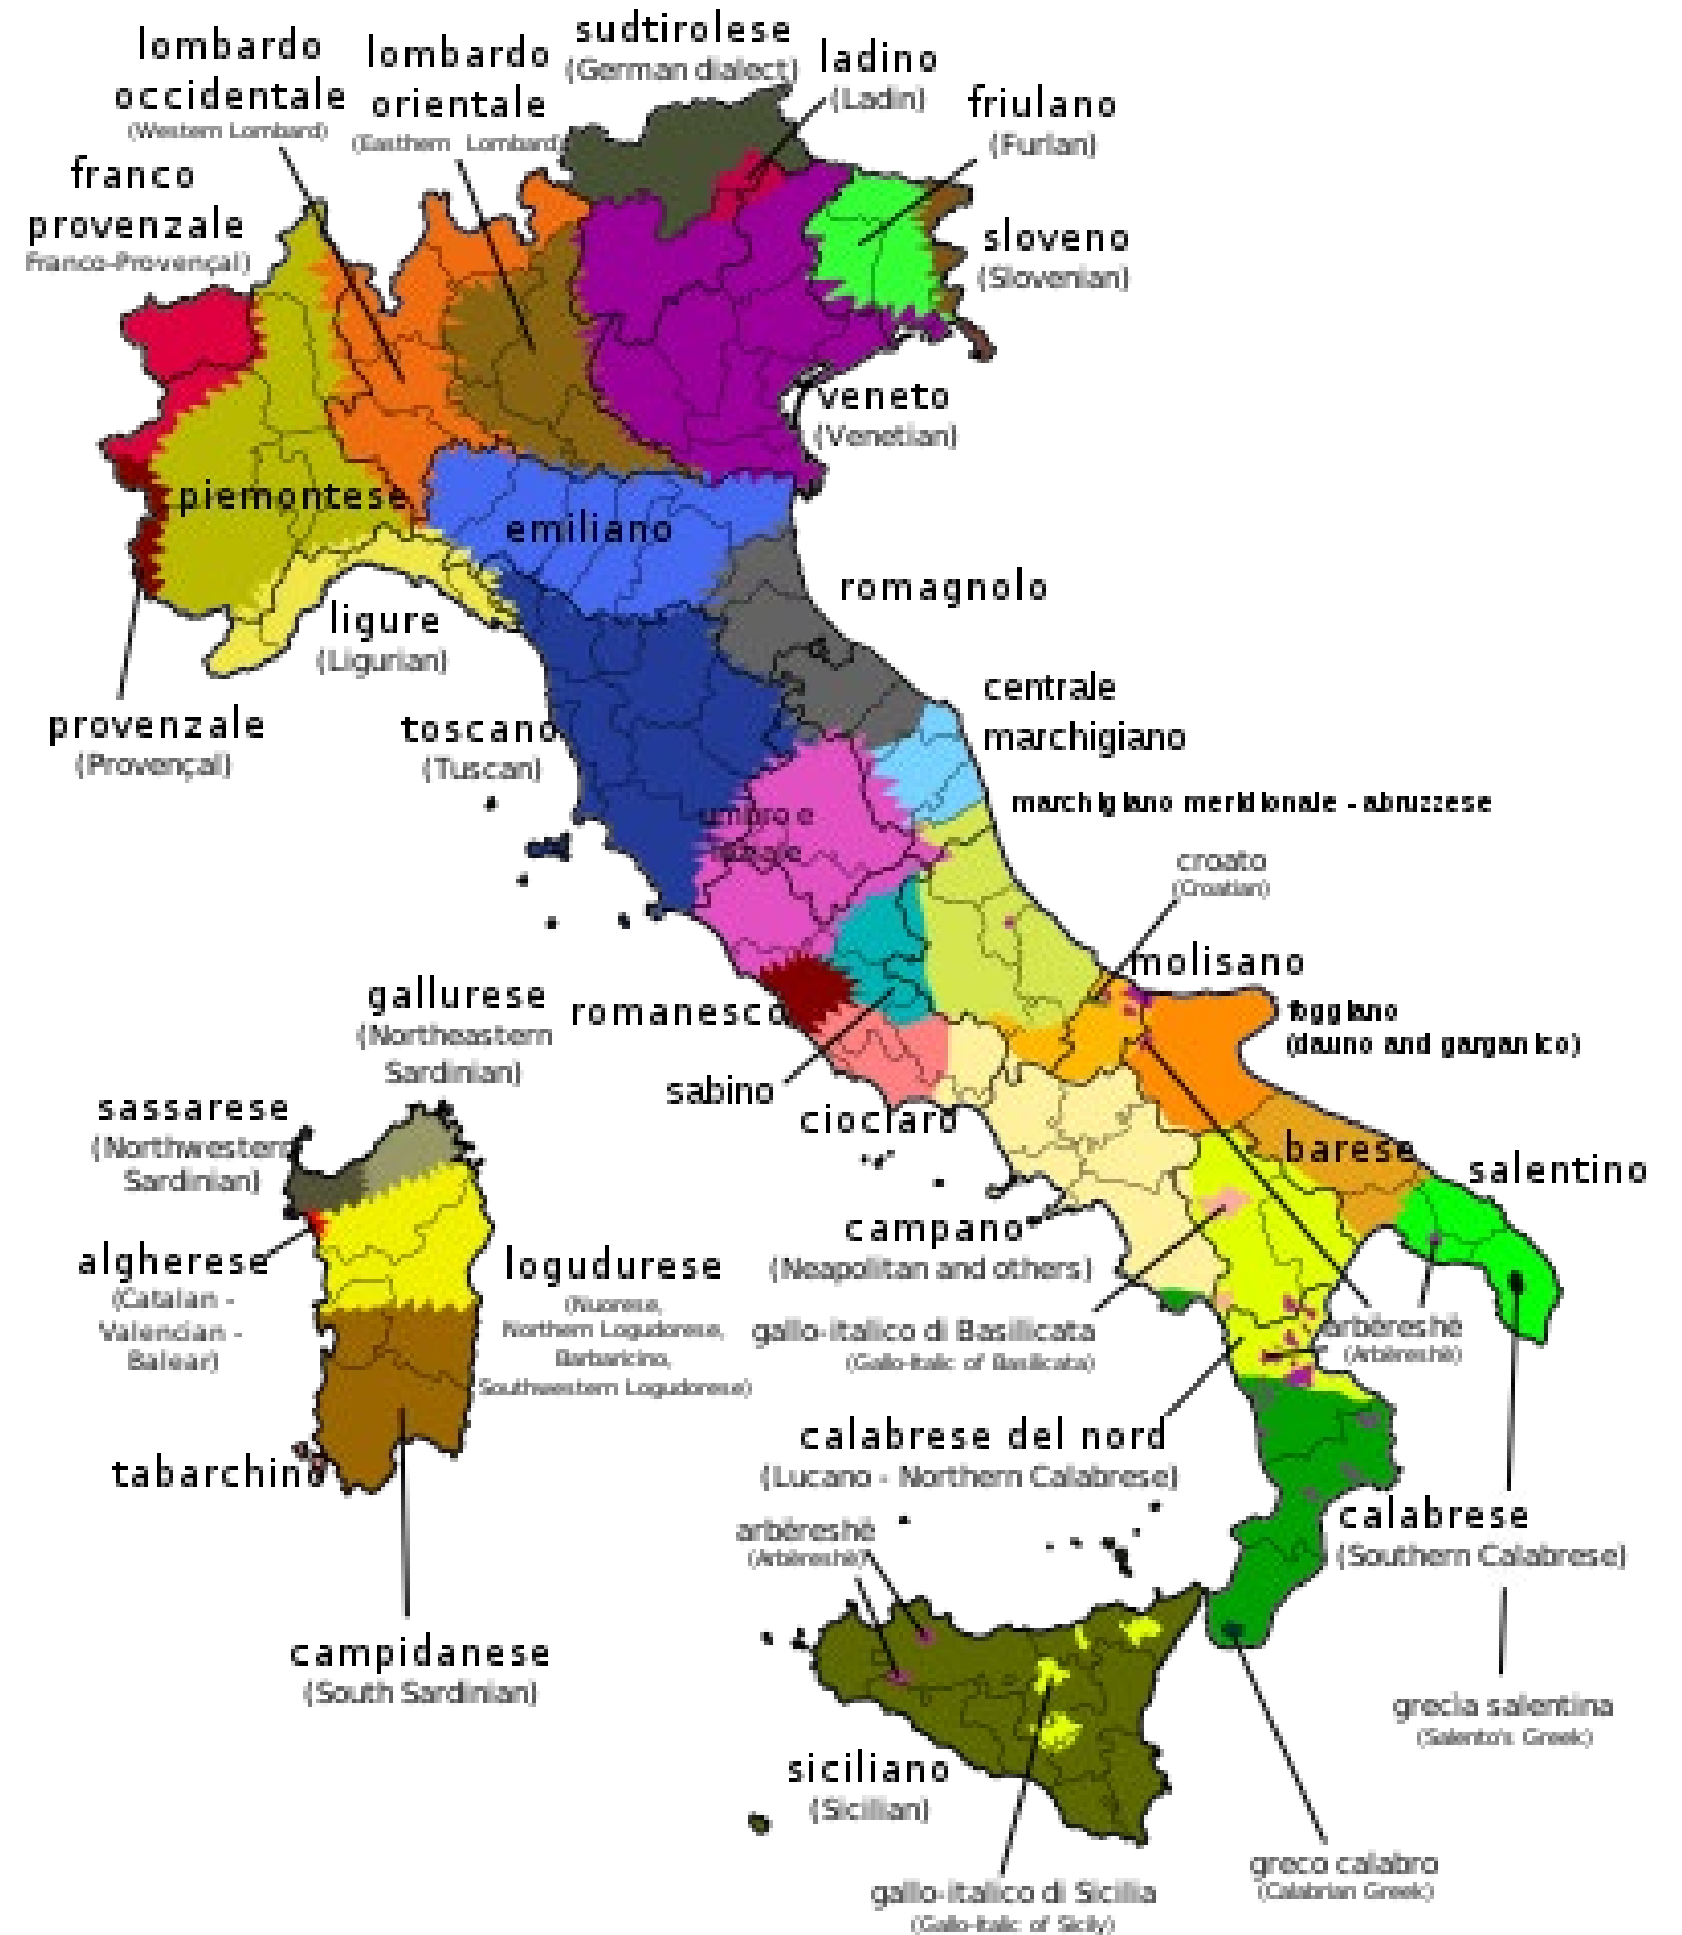 sudtirolese
(German dialect)
lombardo
occidentale
(Western Lombard)
lombardo
orientale
(Easthern Lombard)
ladino
(Ladin)
friulano
(Furlan)
franco
provenzale
Franco-Provençal)
sloveno
(Slovenian)
veneto
(Venetian)
piemontese
emiliano
romagnolo
ligure
(Ligurian)
provenzale
(Provençal)
toscano
(Tuscan)
centrale
marchigiano
marchigiano meridionale - abruzzese
umbro e
croato
(Croatian)
molisano
foggiano
(dauno and garganico)
gallurese
(Northeastern
Sardinian)
romanesco
sabino
ciociaro
sassarese
(Northwestern
Sardinian)
barese
salentino
algherese
(Catalan -
Valencian -
Balear)
logudurese
(Nuorese,
Northern Logudorese,
Barbaricino,
Southwestern Logudorese)
campano
(Neapolitan and others)
gallo-italico di Basilicata
(Gallo-Italic of Basilicata)
arbëreshë
(Arbëreshë)
calabrese del nord
(Lucano - Northern Calabrese)
tabarchino
calabrese
(Southern Calabrese)
arbëreshë
(Arbëreshë)
campidanese
(South Sardinian)
grecìa salentina
(Salento's Greek)
siciliano
(Sicilian)
greco calabro
(Calabrian Greek)
gallo-italico di Sicilia
(Gallo-Italic of Sicily)